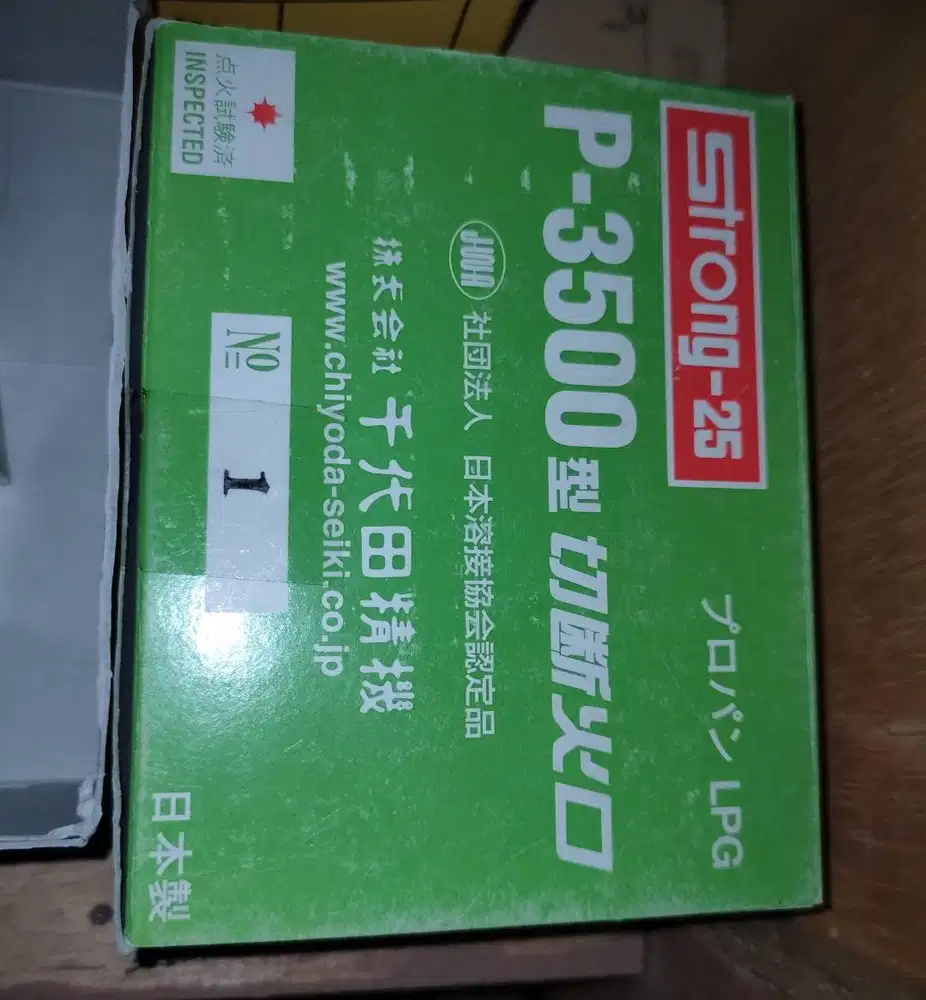 Strong-25
プロパン LPG
P-3500型 切断火口
社団法人 日本溶接協会認定品
株式会社 千代田精機
www.chiyoda-seiki.co.jp
点火試験済
INSPECTED
No
1
日本製